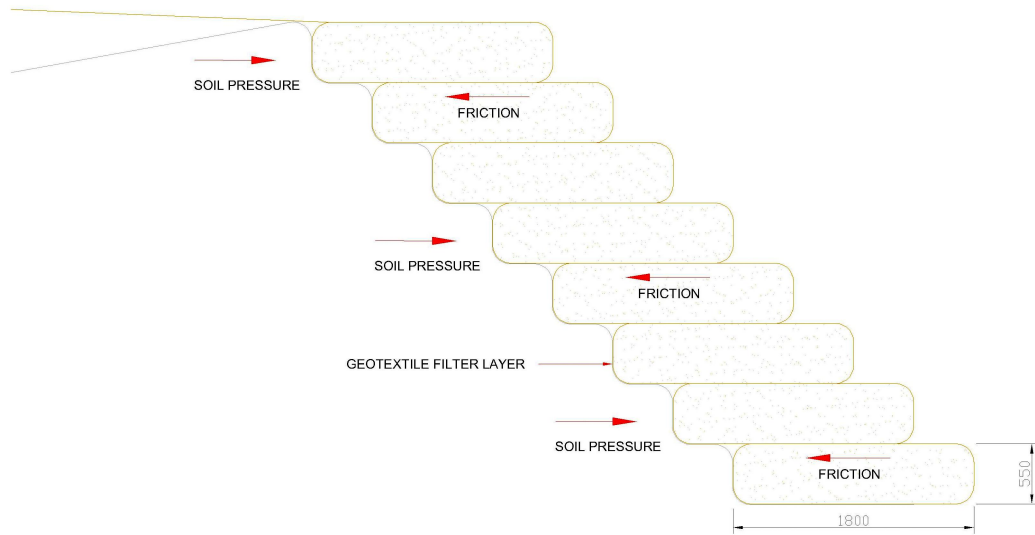 SOIL PRESSURE
FRICTION
SOIL PRESSURE
FRICTION
GEOTEXTILE FILTER LAYER
SOIL PRESSURE
FRICTION
550
1800